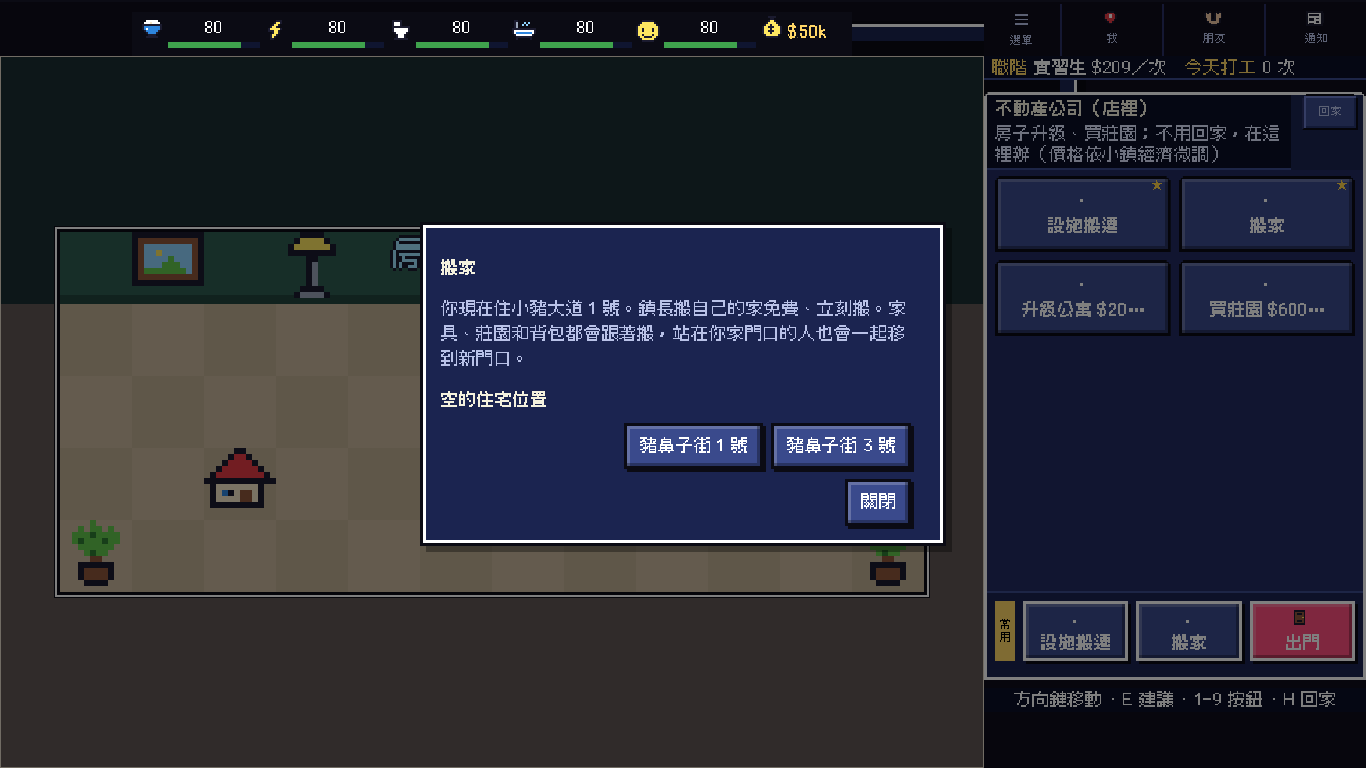 80
80
80
80
80
$50k
選單
我
朋友
通知
職階 實習生 $209／次 今天打工 0 次
不動產公司（店裡）
回家
房子升級、買莊園；不用回家，在這
裡辦（價格依小鎮經濟微調）
設施搬遷
搬家
升級公寓 $20…
買莊園 $600…
搬家
你現在住小豬大道 1 號。鎮長搬自己的家免費、立刻搬。家
具、莊園和背包都會跟著搬，站在你家門口的人也會一起移
到新門口。
空的住宅位置
豬鼻子街 1 號
豬鼻子街 3 號
關閉
常用
設施搬遷
搬家
出門
方向鍵移動 · E 建議 · 1-9 按鈕 · H 回家